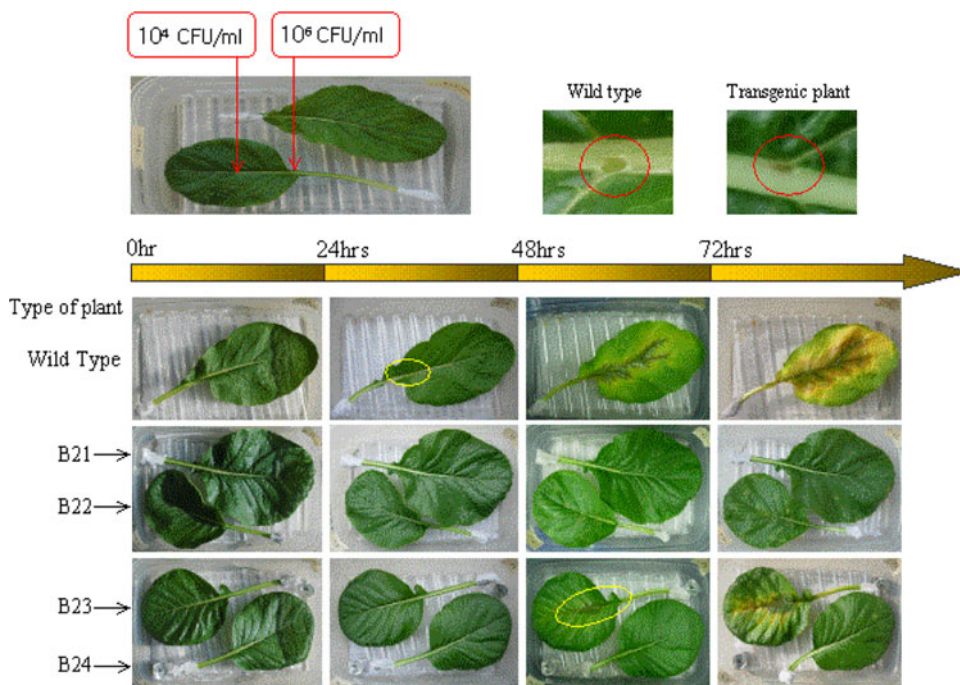 10⁴ CFU/ml
10⁶ CFU/ml
Wild type
Transgenic plant
0hr
24hrs
48hrs
72hrs
Type of plant
Wild Type
B21
B22
B23
B24